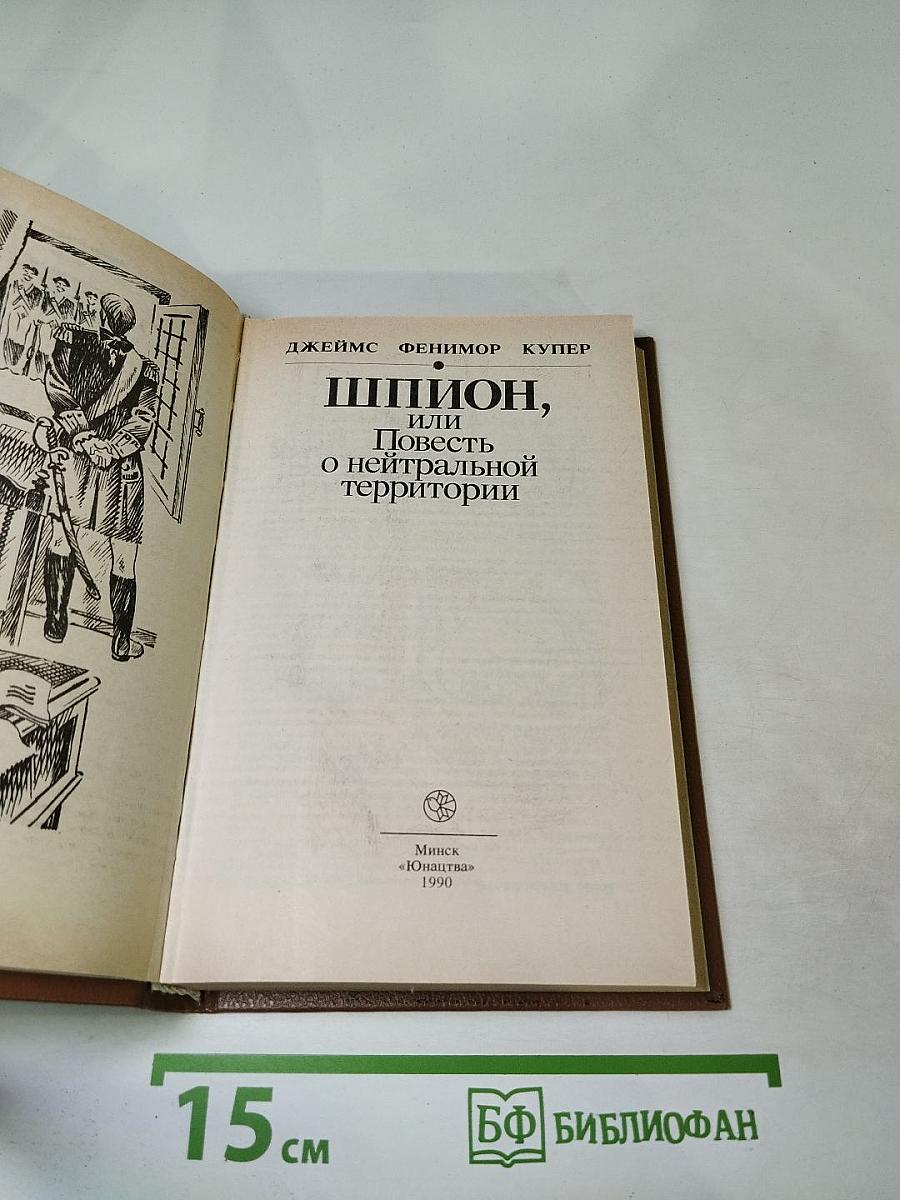 ДЖЕЙМС ФЕНИМОР КУПЕР
ШПИОН,
или
Повесть
о нейтральной
территории
Минск
«Юнацтва»
1990
15 см
БФ БИБЛИОФАН